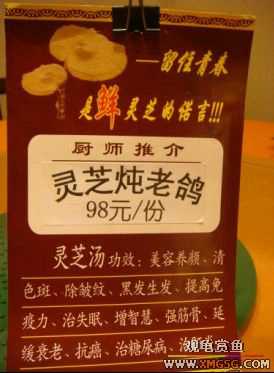 ——留住青春
是鲜灵芝的诺言!!!
厨师推介
灵芝炖老鸽
98元/份
灵芝汤功效：美容养颜、清
色斑、除皱纹、黑发生发、提高免
疫力、治失眠、增智慧、强筋骨、延
缓衰老、抗癌、治糖尿病、治
观电赏鱼
WWW.XMGSG.COM